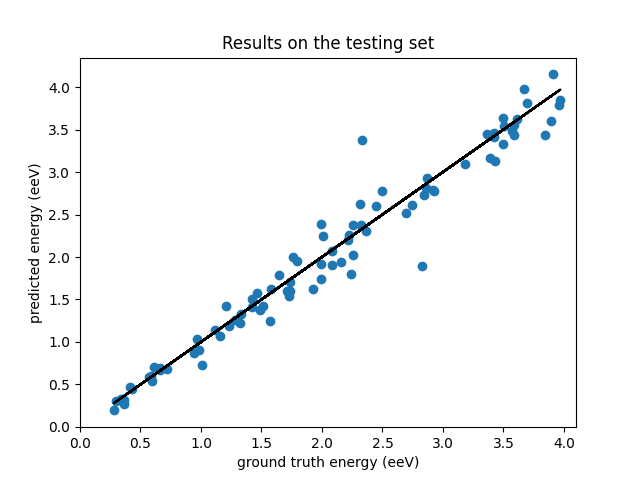 Results on the testing set
4.0
3.5
3.0
2.5
2.0
1.5
1.0
0.5
0.0
predicted energy (eeV)
0.0 0.5 1.0 1.5 2.0 2.5 3.0 3.5 4.0
ground truth energy (eeV)